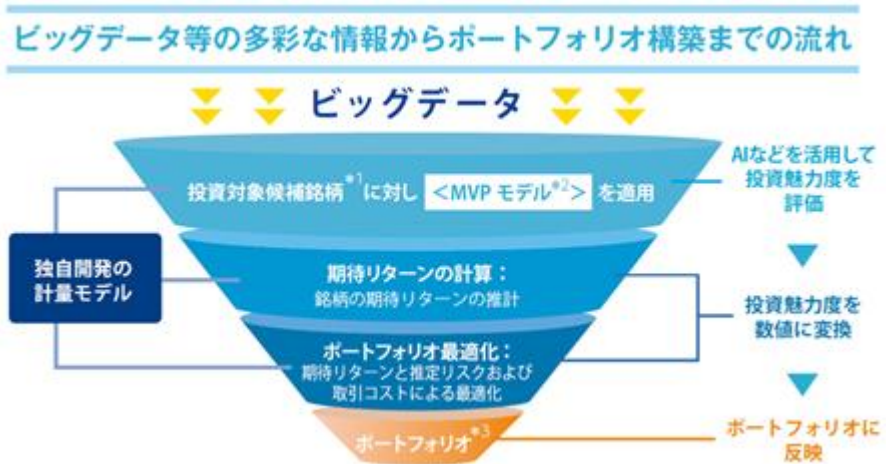 ビッグデータ等の多彩な情報からポートフォリオ構築までの流れ
ビッグデータ
投資対象候補銘柄*1に対し <MVP モデル*2> を適用
AIなどを活用して
投資魅力度を
評価
独自開発の
計量モデル
期待リターンの計算：
銘柄の期待リターンの推計
投資魅力度を
数値に変換
ポートフォリオ最適化：
期待リターンと推定リスクおよび
取引コストによる最適化
ポートフォリオ*3
ポートフォリオに
反映